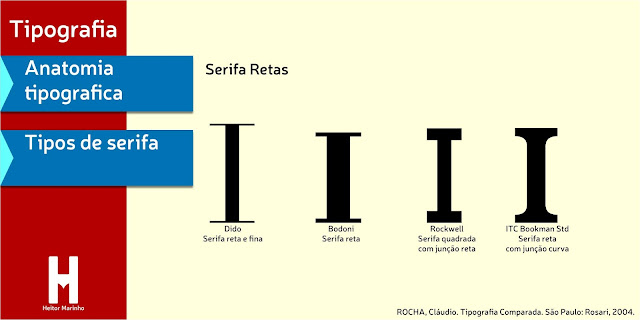 Tipografia
Anatomia
tipografica
Tipos de serifa
Serifa Retas
I
Dido
Serifa reta e fina
I
Bodoni
Serifa reta
I
Rockwell
Serifa quadrada
com junção reta
I
ITC Bookman Std
Serifa reta
com junção curva
H
Heitor Marinho
ROCHA, Cláudio. Tipografia Comparada. São Paulo: Rosari, 2004.